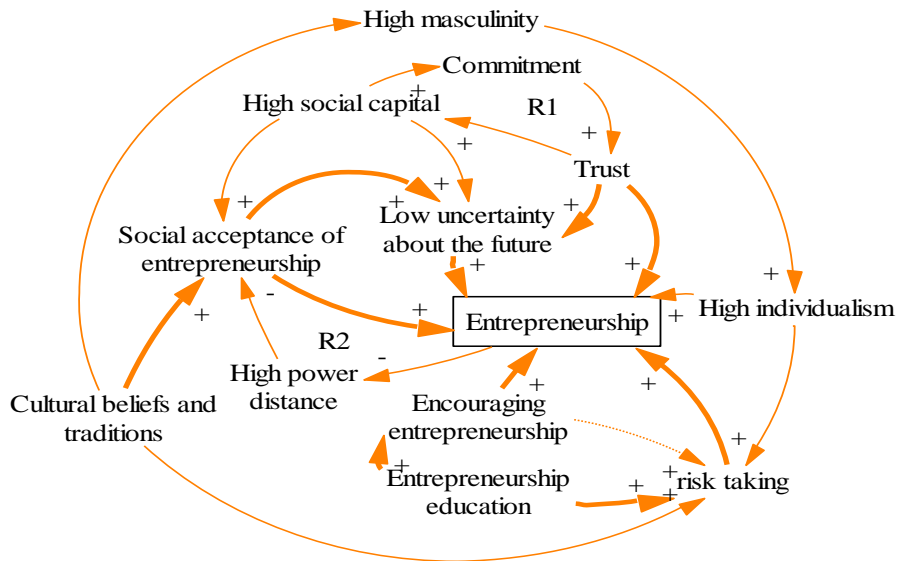 High masculinity
Commitment
+
High social capital
R1
+
+
Trust
+
+
+
+
Low uncertainty
about the future
Social acceptance of
entrepreneurship
+
+
+
-
+
+
Entrepreneurship
+
High individualism
+
R2
-
High power
distance
+
+
Cultural beliefs and
traditions
Encouraging
entrepreneurship
+
+
Entrepreneurship
education
+
+
+
risk taking